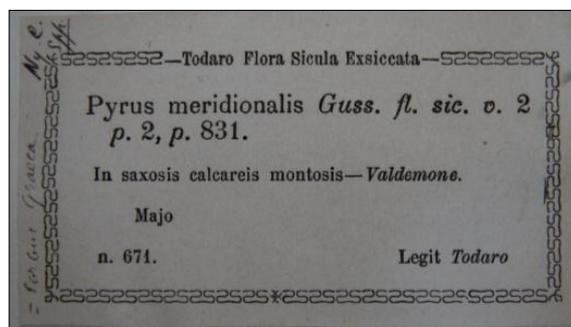 Todaro Flora Sicula Exsiccata
Pyrus meridionalis Guss. fl. sic. v. 2
p. 2, p. 831.
In saxosis calcareis montosis—Valdemone.
Majo
n. 671. Legit Todaro
Graeca